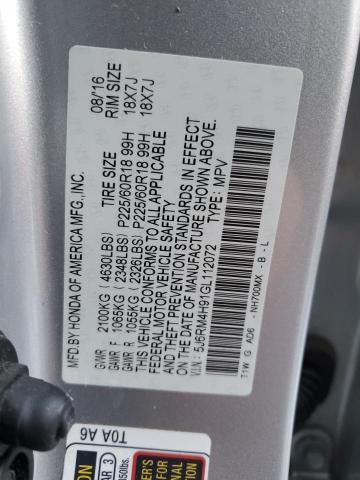 MFD.BY HONDA OF AMERICA MFG.,INC. 08/'16
TIRE SIZE RIM SIZE
GVWR 2100KG (4630LBS)
GAWR F 1065KG (2348LBS) P225/60R18 99H 18X7J
GAWR R 1055KG (2326LBS) P225/60R18 99H 18X7J
THIS VEHICLE CONFORMS TO ALL APPLICABLE
FEDERAL MOTOR VEHICLE SAFETY
AND THEFT PREVENTION STANDARDS IN EFFECT
ON THE DATE OF MANUFACTURE SHOWN ABOVE.
V.I.N: 5J6RM4H91GL112072 TYPE: MPV
T1W G AD6 NH700MX - B - L
T0A A6